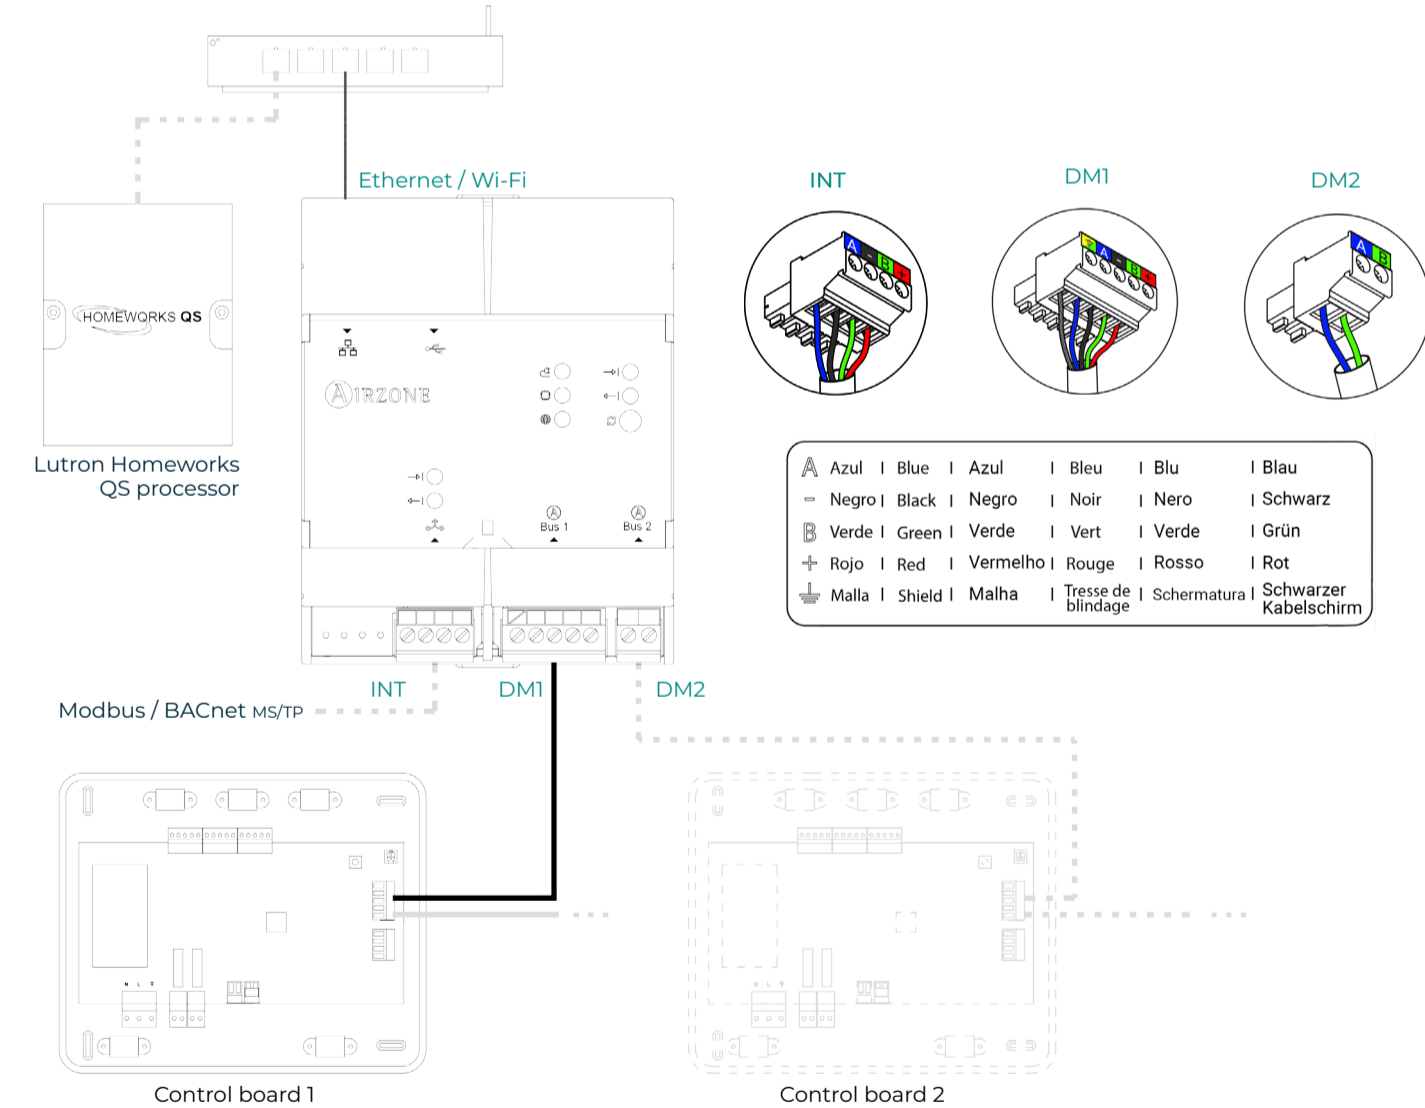 Ethernet / Wi-Fi
INT
DM1
DM2
A - B +
A - B +
A B
HOMEWORKS QS
AIRZONE
Lutron Homeworks
QS processor
Bus 1
Bus 2
A Azul | Blue | Azul | Bleu | Blu | Blau
- Negro | Black | Negro | Noir | Nero | Schwarz
B Verde | Green | Verde | Vert | Verde | Grün
+ Rojo | Red | Vermelho | Rouge | Rosso | Rot
Malla | Shield | Malha | Tresse de blindage | Schermatura | Schwarzer Kabelschirm
INT
DM1
DM2
Modbus / BACnet MS/TP
N L
N L
Control board 1
Control board 2